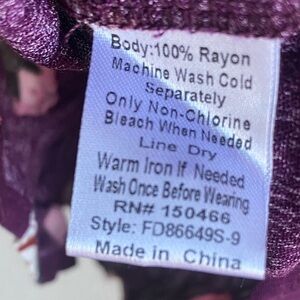 Body:100% Rayon
Machine Wash Cold
Separately
Only Non-Chlorine
Bleach When Needed
Line Dry
Warm Iron If Needed
Wash Once Before Wearing
RN# 150466
Style: FD86649S-9
Made in China